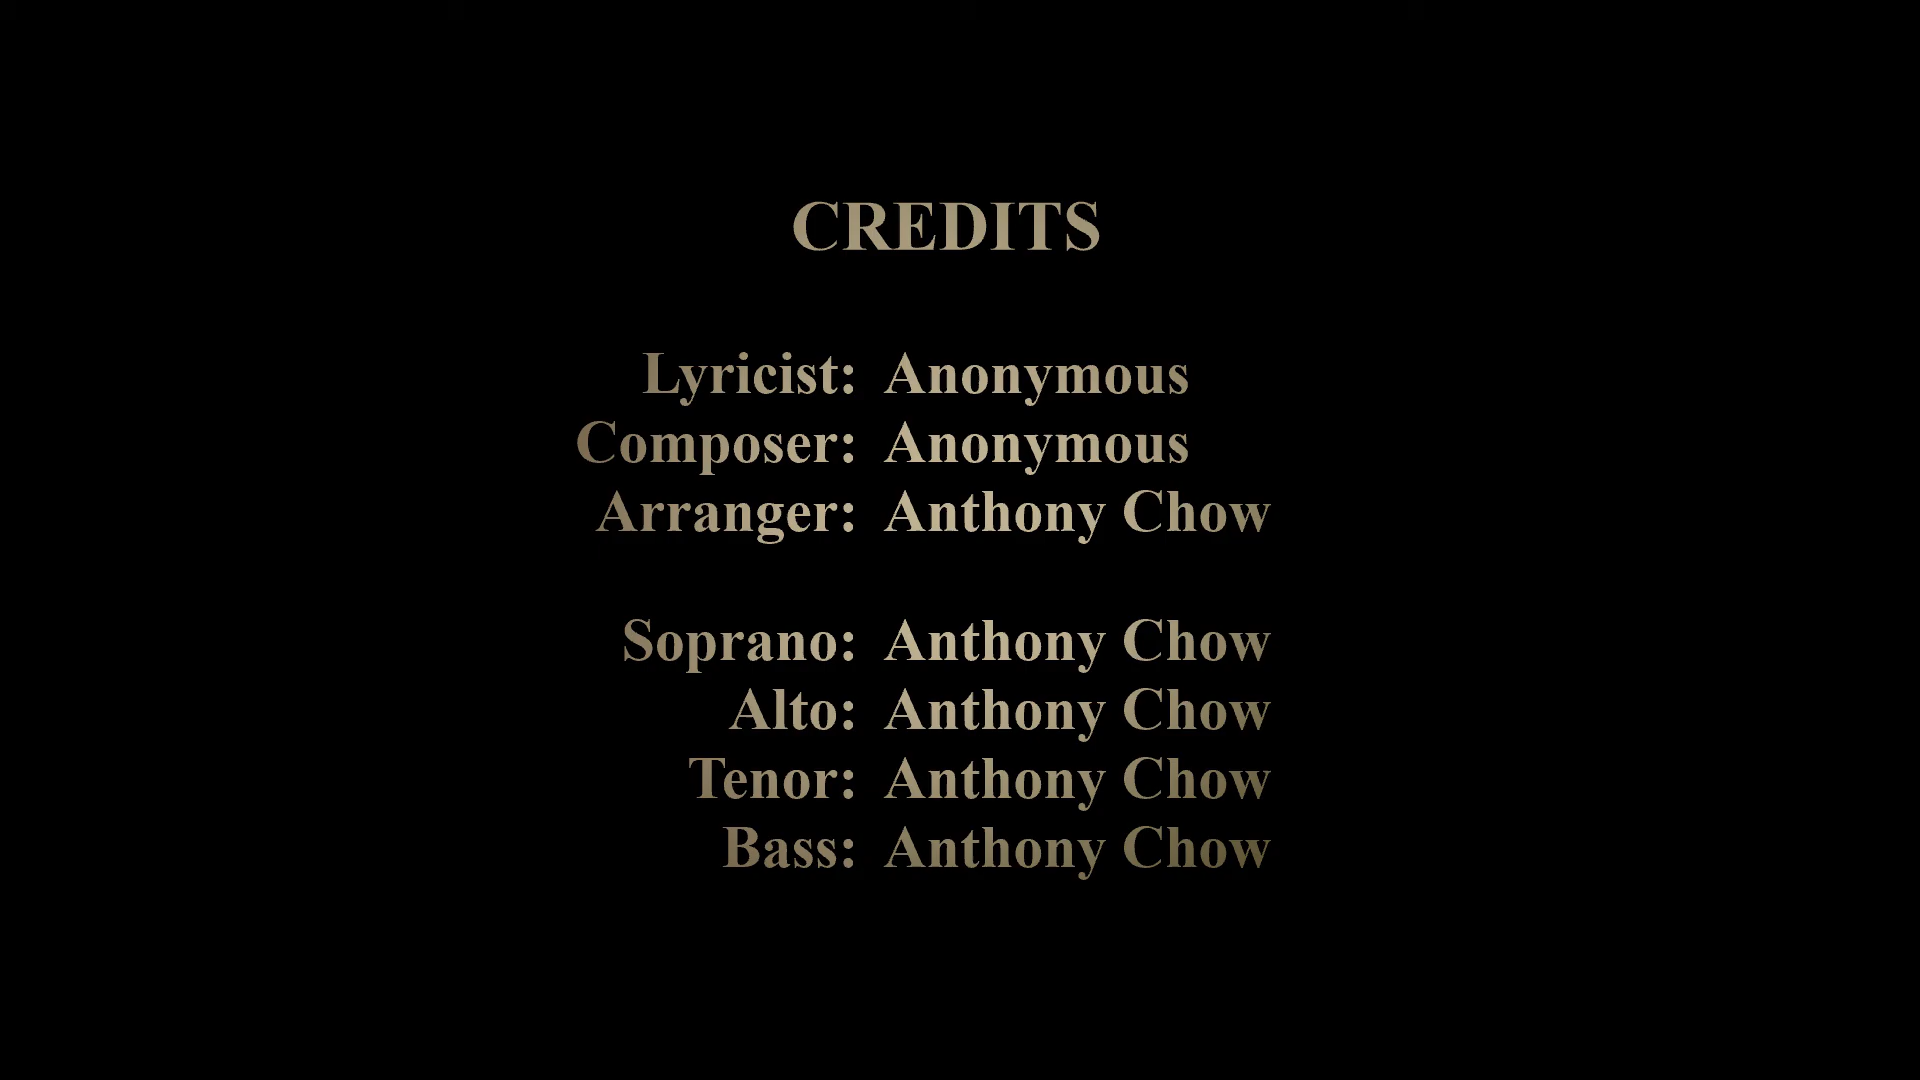 CREDITS
Lyricist: Anonymous
Composer: Anonymous
Arranger: Anthony Chow
Soprano: Anthony Chow
Alto: Anthony Chow
Tenor: Anthony Chow
Bass: Anthony Chow